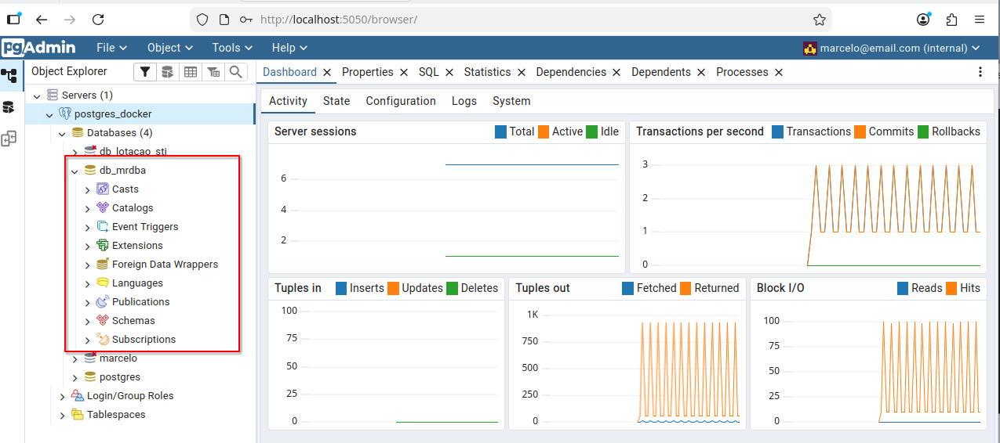 http://localhost:5050/browser/
pgAdmin File Object Tools Help marcelo@email.com (internal)
Object Explorer
Dashboard Properties SQL Statistics Dependencies Dependents Processes
Servers (1)
postgres_docker
Databases (4)
db_lotacao_sti
db_mrdba
Casts
Catalogs
Event Triggers
Extensions
Foreign Data Wrappers
Languages
Publications
Schemas
Subscriptions
marcelo
postgres
Login/Group Roles
Tablespaces
Activity State Configuration Logs System
Server sessions Total Active Idle
6
4
2
Transactions per second Transactions Commits Rollbacks
3
2
1
0
Tuples in Inserts Updates Deletes
100
75
50
25
0
Tuples out Fetched Returned
1K
750
500
250
0
Block I/O Reads Hits
100
75
50
25
0